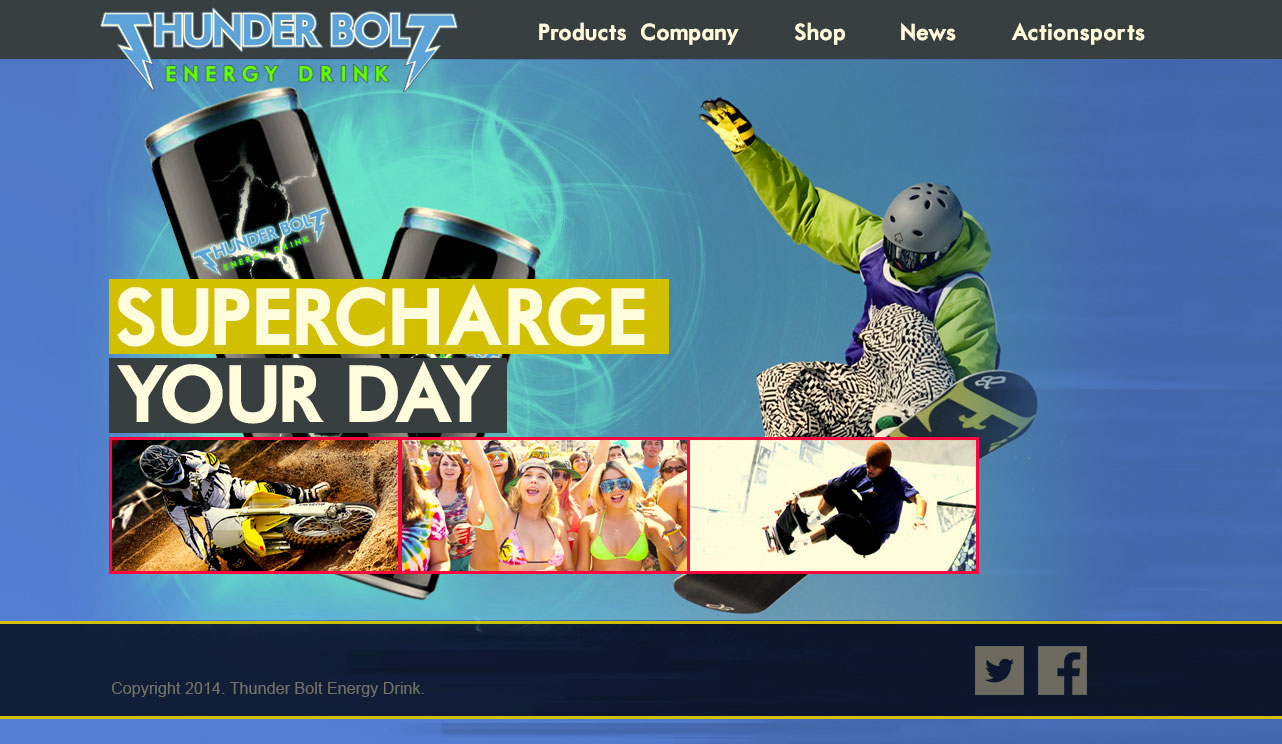 THUNDER BOLT
ENERGY DRINK
Products Company Shop News Actionsports
THUNDER BOLT
ENERGY DRINK
SUPERCHARGE
YOUR DAY
Copyright 2014. Thunder Bolt Energy Drink.